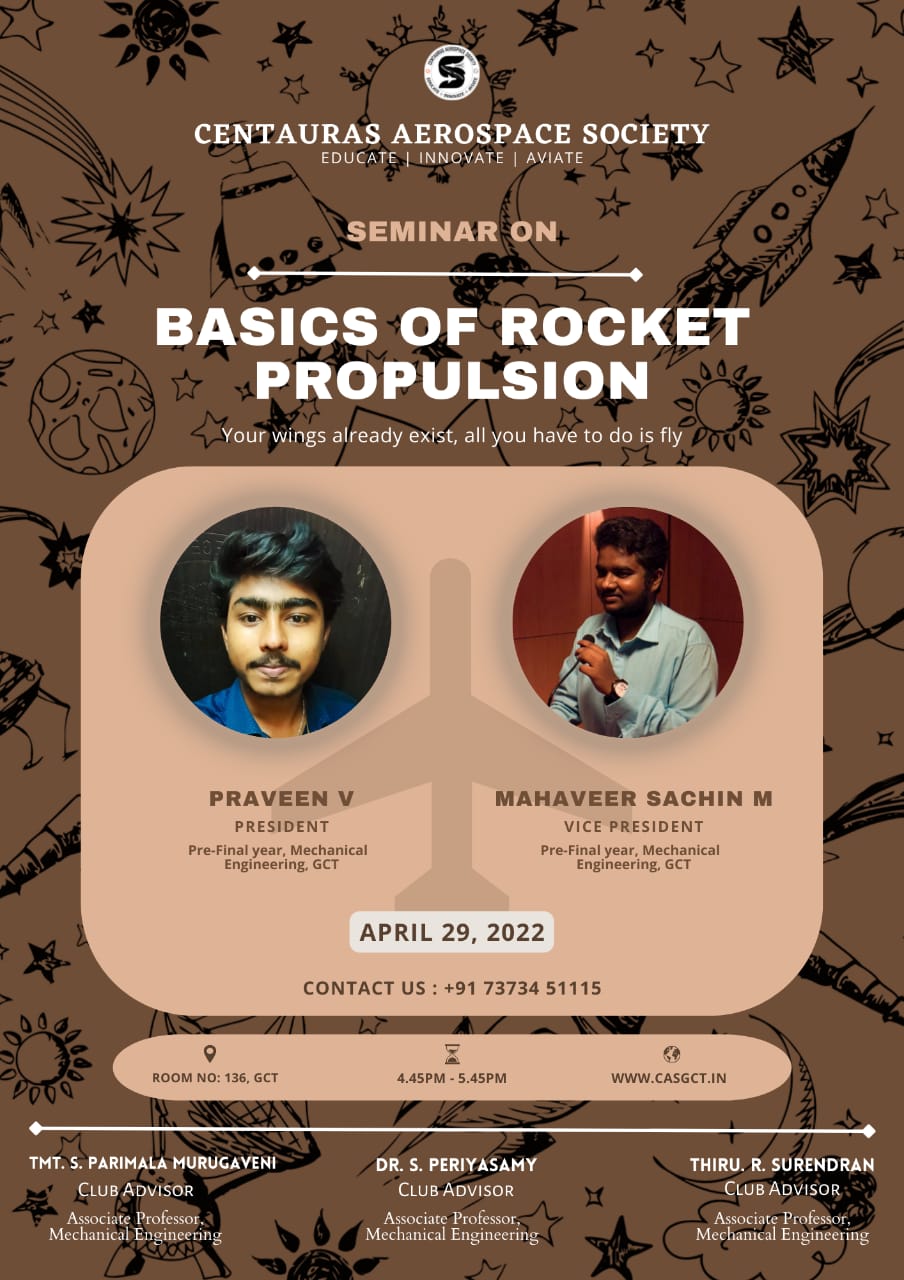 CENTAURAS AEROSPACE SOCIETY
EDUCATE | INNOVATE | AVIATE
SEMINAR ON
BASICS OF ROCKET
PROPULSION
Your wings already exist, all you have to do is fly
PRAVEEN V
PRESIDENT
Pre-Final year, Mechanical
Engineering, GCT
MAHAVEER SACHIN M
VICE PRESIDENT
Pre-Final year, Mechanical
Engineering, GCT
APRIL 29, 2022
CONTACT US : +91 73734 51115
ROOM NO: 136, GCT
4.45PM - 5.45PM
WWW.CASGCT.IN
TMT. S. PARIMALA MURUGAVENI
CLUB ADVISOR
Associate Professor,
Mechanical Engineering
DR. S. PERIYASAMY
CLUB ADVISOR
Associate Professor,
Mechanical Engineering
THIRU. R. SURENDRAN
CLUB ADVISOR
Associate Professor,
Mechanical Engineering